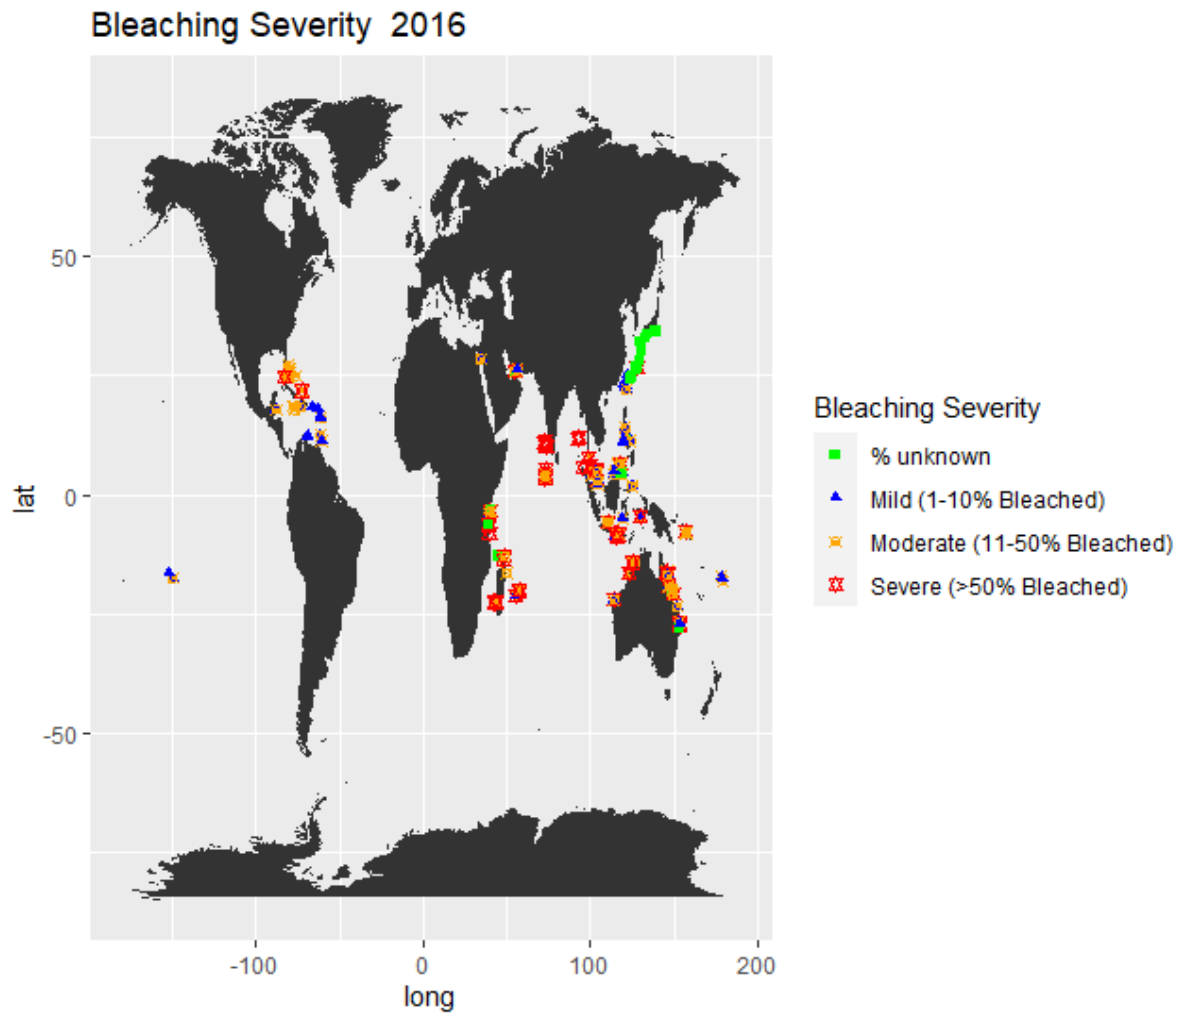 Bleaching Severity  2016
lat
50
0
-50
-100
0
100
200
long
Bleaching Severity
% unknown
Mild (1-10% Bleached)
Moderate (11-50% Bleached)
Severe (>50% Bleached)